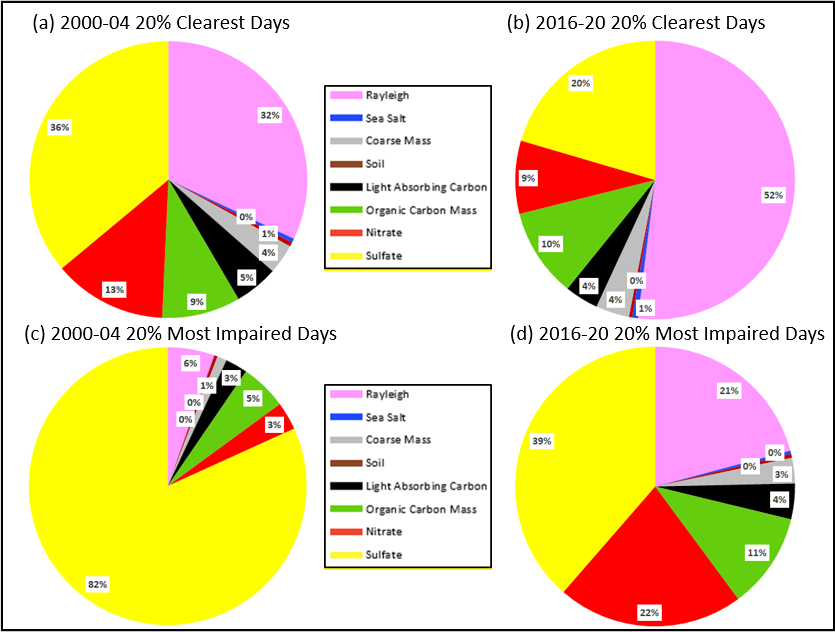 (a) 2000-04 20% Clearest Days
(b) 2016-20 20% Clearest Days
36%
32%
0%
1%
4%
5%
9%
13%
Rayleigh
Sea Salt
Coarse Mass
Soil
Light Absorbing Carbon
Organic Carbon Mass
Nitrate
Sulfate
20%
52%
9%
10%
4%
4%
0%
1%
(c) 2000-04 20% Most Impaired Days
(d) 2016-20 20% Most Impaired Days
6%
1%
3%
0%
0%
5%
3%
82%
Rayleigh
Sea Salt
Coarse Mass
Soil
Light Absorbing Carbon
Organic Carbon Mass
Nitrate
Sulfate
21%
39%
0%
0%
3%
4%
11%
22%